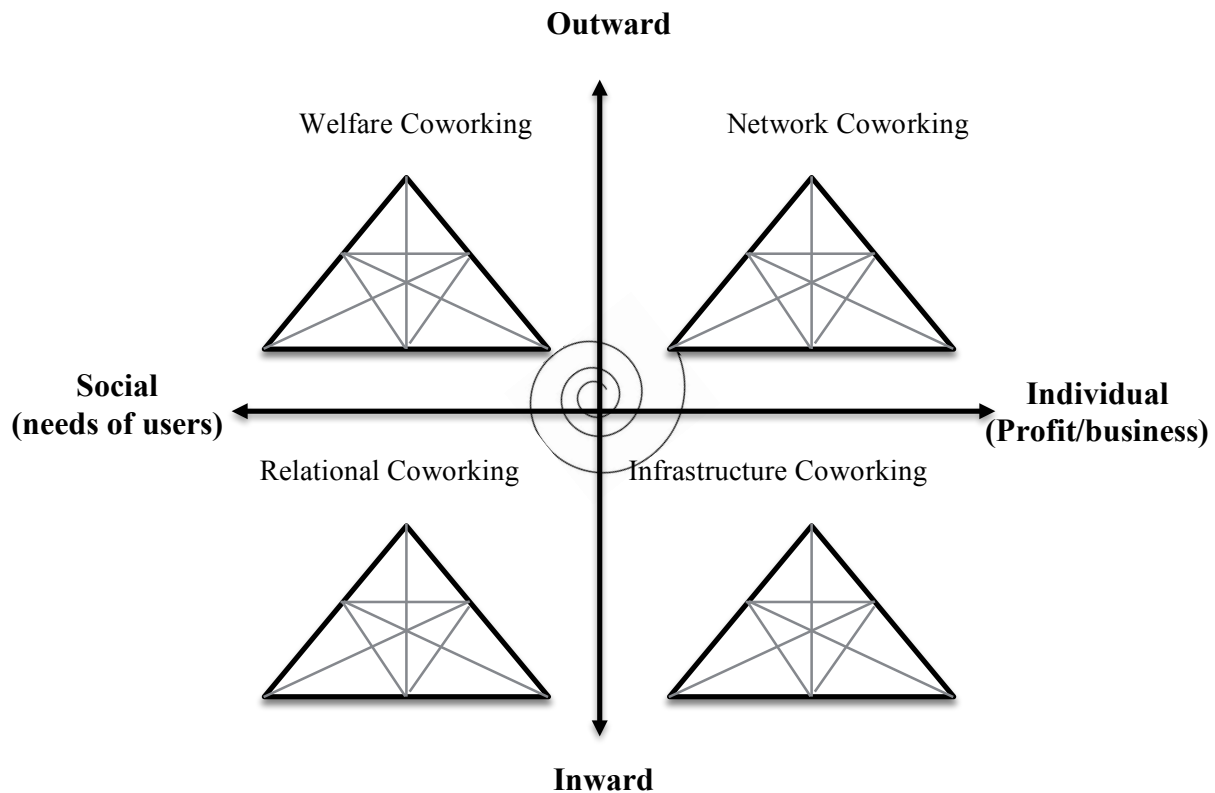 Outward
Welfare Coworking
Network Coworking
Social
(needs of users)
Individual
(Profit/business)
Relational Coworking
Infrastructure Coworking
Inward